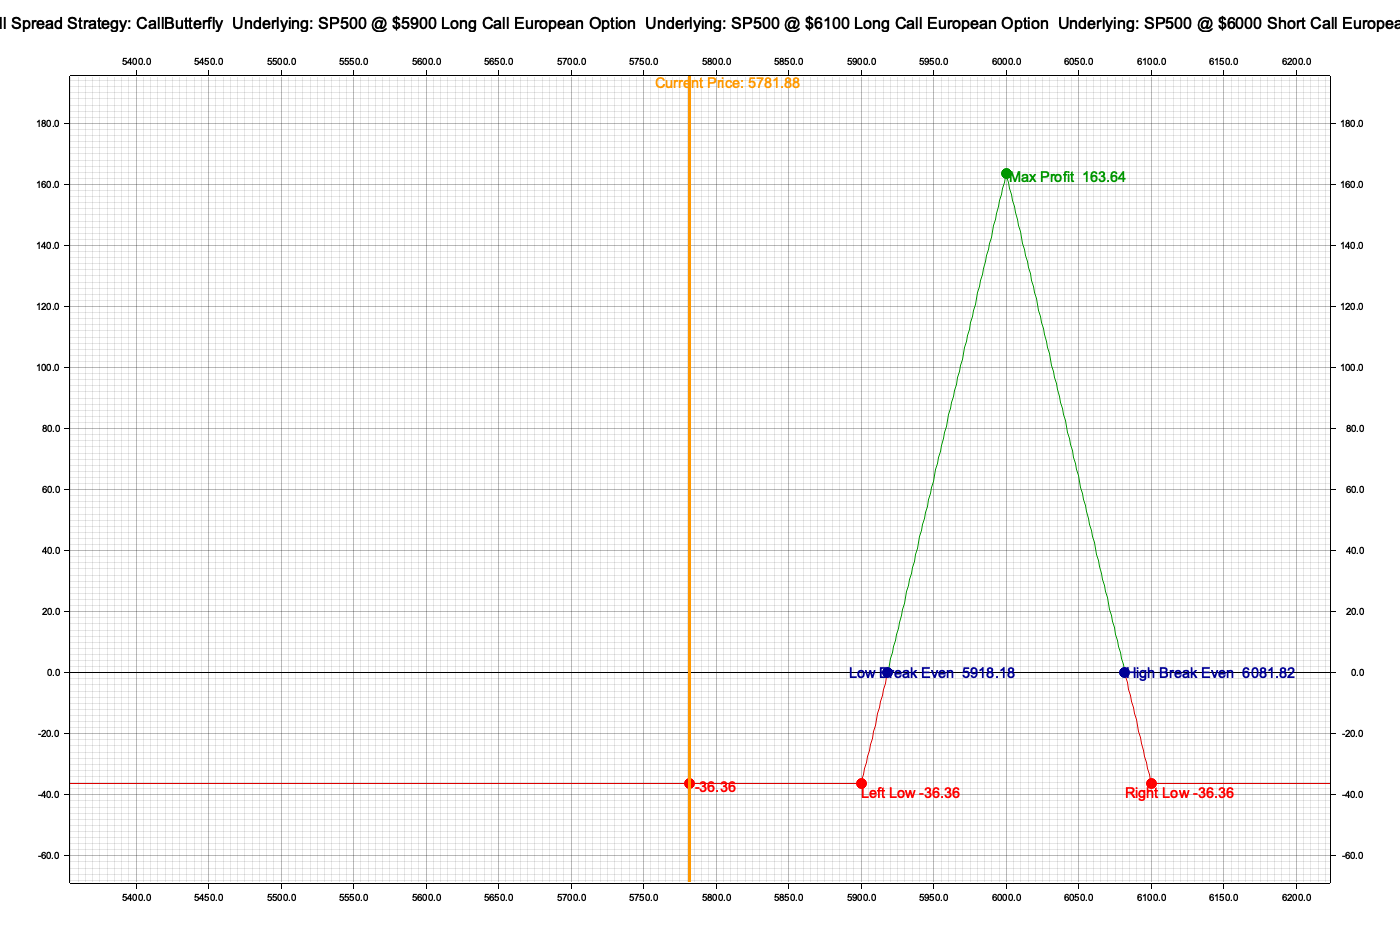 ll Spread Strategy: CallButterfly Underlying: SP500 @ $5900 Long Call European Option Underlying: SP500 @ $6100 Long Call European Option Underlying: SP500 @ $6000 Short Call Europea
5400.0 5450.0 5500.0 5550.0 5600.0 5650.0 5700.0 5750.0 5800.0 5850.0 5900.0 5950.0 6000.0 6050.0 6100.0 6150.0 6200.0
Current Price: 5781.88
180.0 180.0
Max Profit 163.64
160.0 160.0
140.0 140.0
120.0 120.0
100.0 100.0
80.0 80.0
60.0 60.0
40.0 40.0
20.0 20.0
0.0 Low Break Even 5918.18 High Break Even 6081.82 0.0
-20.0 -20.0
-36.36
Left Low -36.36 Right Low -36.36
-40.0 -40.0
-60.0 -60.0
5400.0 5450.0 5500.0 5550.0 5600.0 5650.0 5700.0 5750.0 5800.0 5850.0 5900.0 5950.0 6000.0 6050.0 6100.0 6150.0 6200.0